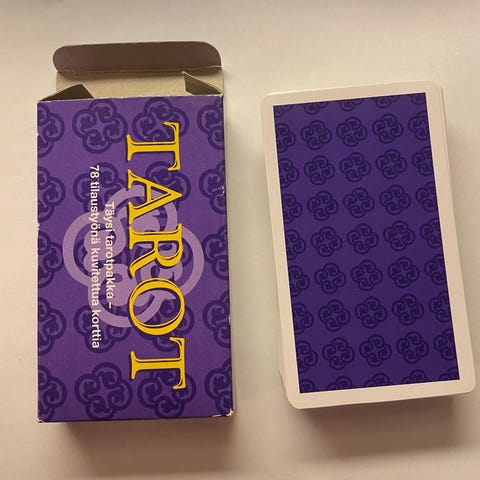 TAROT
Täysi tarotpakka –
78 tilaustyönä kuvitettua korttia